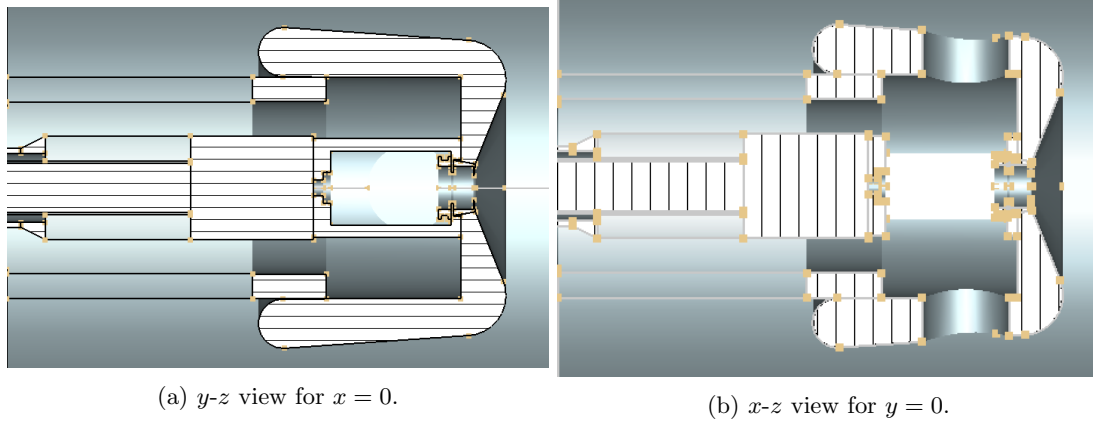 (a) y-z view for x = 0.
(b) x-z view for y = 0.